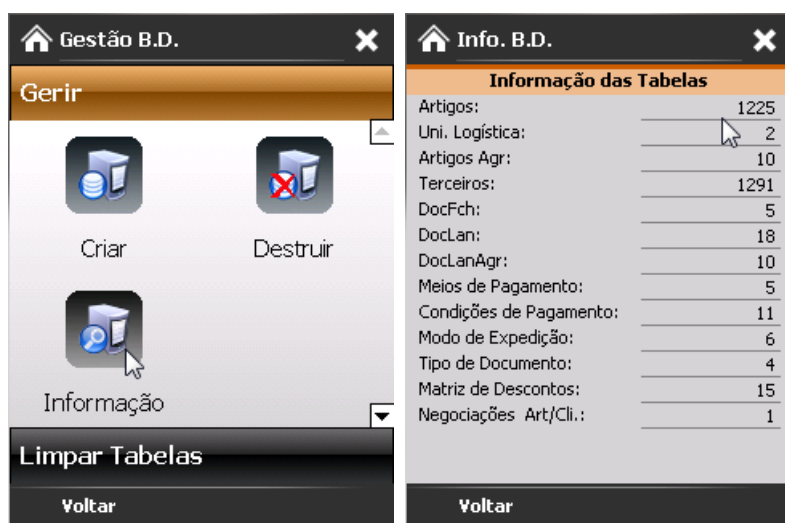 Gestão B.D.
Gerir
Criar
Destruir
Informação
Limpar Tabelas
Voltar
Info. B.D.
Informação das Tabelas
Artigos: 1225
Uni. Logística: 2
Artigos Agr: 10
Terceiros: 1291
DocFch: 5
DocLan: 18
DocLanAgr: 10
Meios de Pagamento: 5
Condições de Pagamento: 11
Modo de Expedição: 6
Tipo de Documento: 4
Matriz de Descontos: 15
Negociações Art/Cli.: 1
Voltar